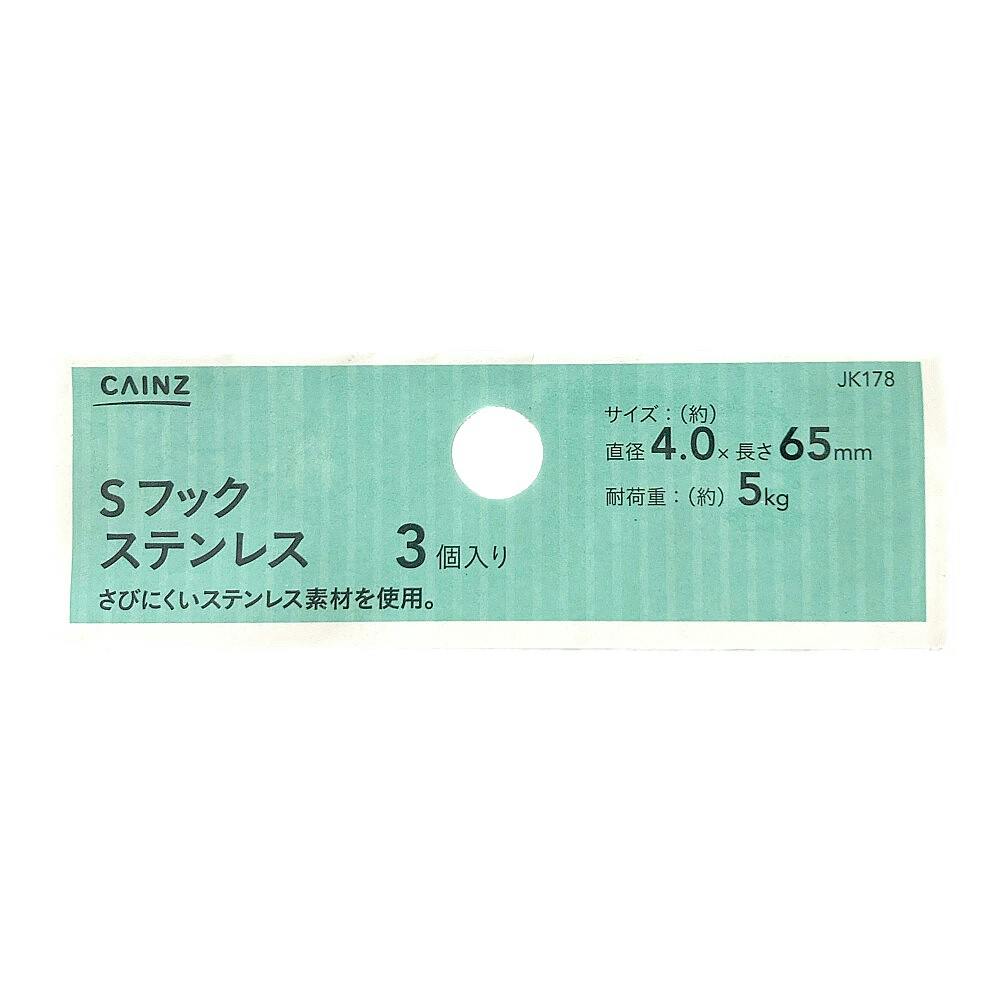 CAINZ
Sフック
ステンレス 3個入り
さびにくいステンレス素材を使用。
JK178
サイズ：（約）
直径4.0×長さ65mm
耐荷重：（約）5kg